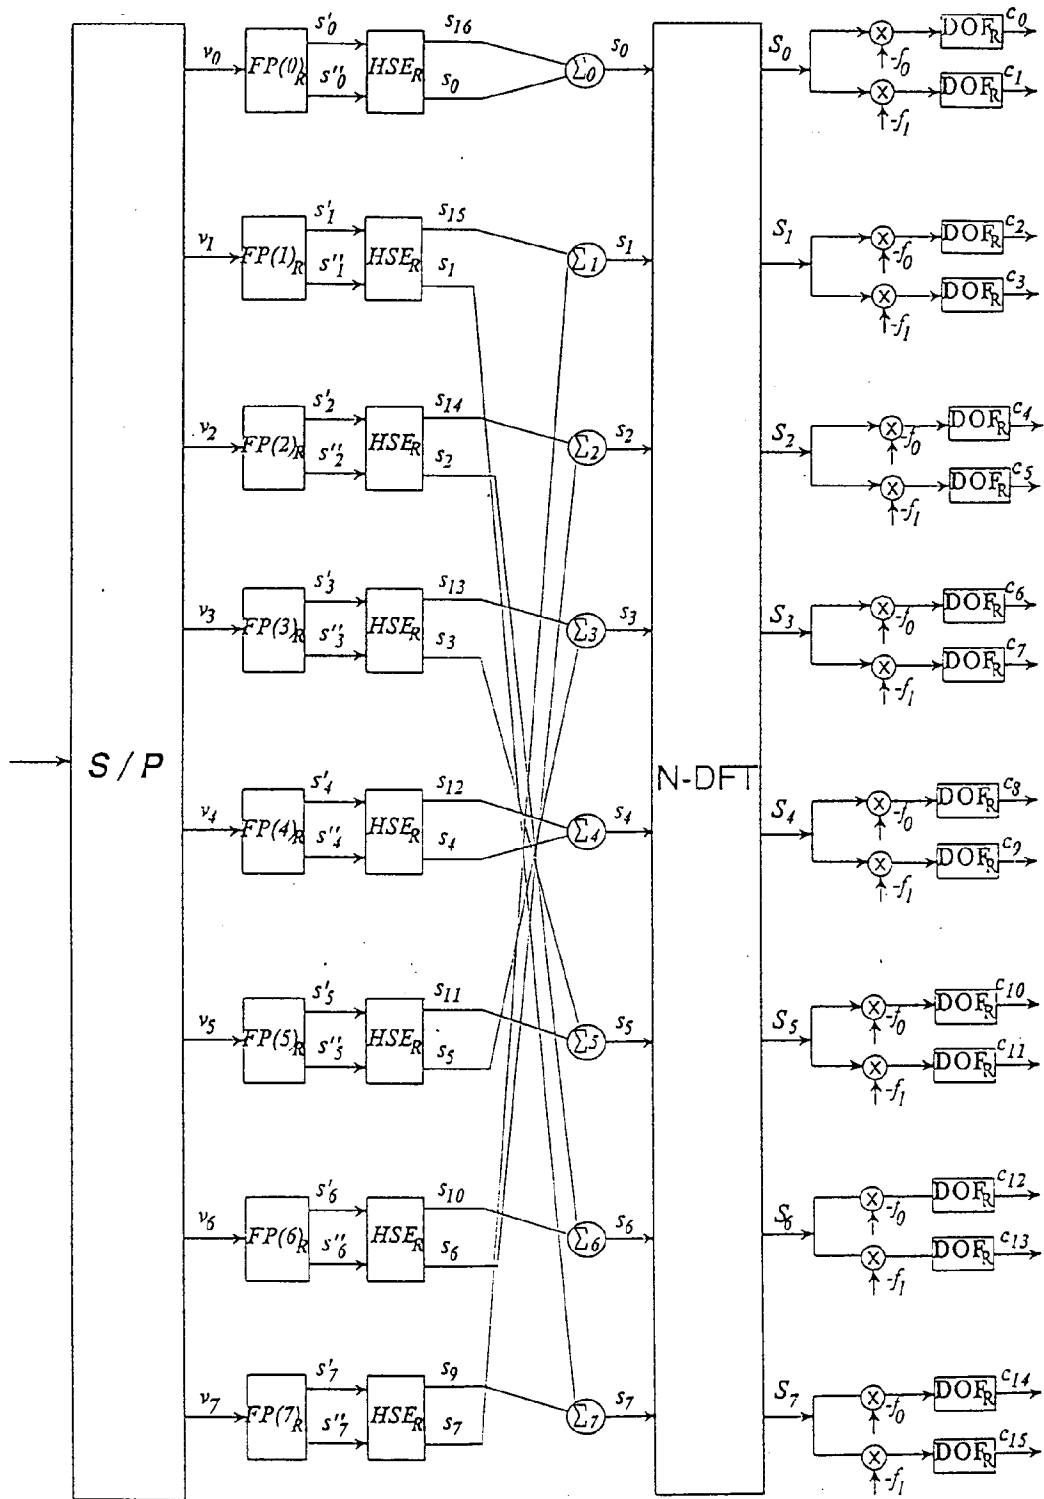 s'0 s16 s0 S0 DOFR c0
v0 FP(0)R HSER Σ0 -f0
s''0 s0 DOFR c1
-f1
s'1 s15 s1 S1 DOFR c2
v1 FP(1)R HSER Σ1 -f0
s''1 s1 DOFR c3
-f1
s'2 s14 s2 S2 DOFR c4
v2 FP(2)R HSER Σ2 -f0
s''2 s2 DOFR c5
-f1
s'3 s13 s3 S3 DOFR c6
v3 FP(3)R HSER Σ3 -f0
s''3 s3 DOFR c7
-f1
S/P N-DFT
s'4 s12 s4 S4 DOFR c8
v4 FP(4)R HSER Σ4 -f0
s''4 s4 DOFR c9
-f1
s'5 s11 s5 S5 DOFR c10
v5 FP(5)R HSER Σ5 -f0
s''5 s5 DOFR c11
-f1
s'6 s10 s6 S6 DOFR c12
v6 FP(6)R HSER Σ6 -f0
s''6 s6 DOFR c13
-f1
s'7 s9 s7 S7 DOFR c14
v7 FP(7)R HSER Σ7 -f0
s''7 s7 DOFR c15
-f1